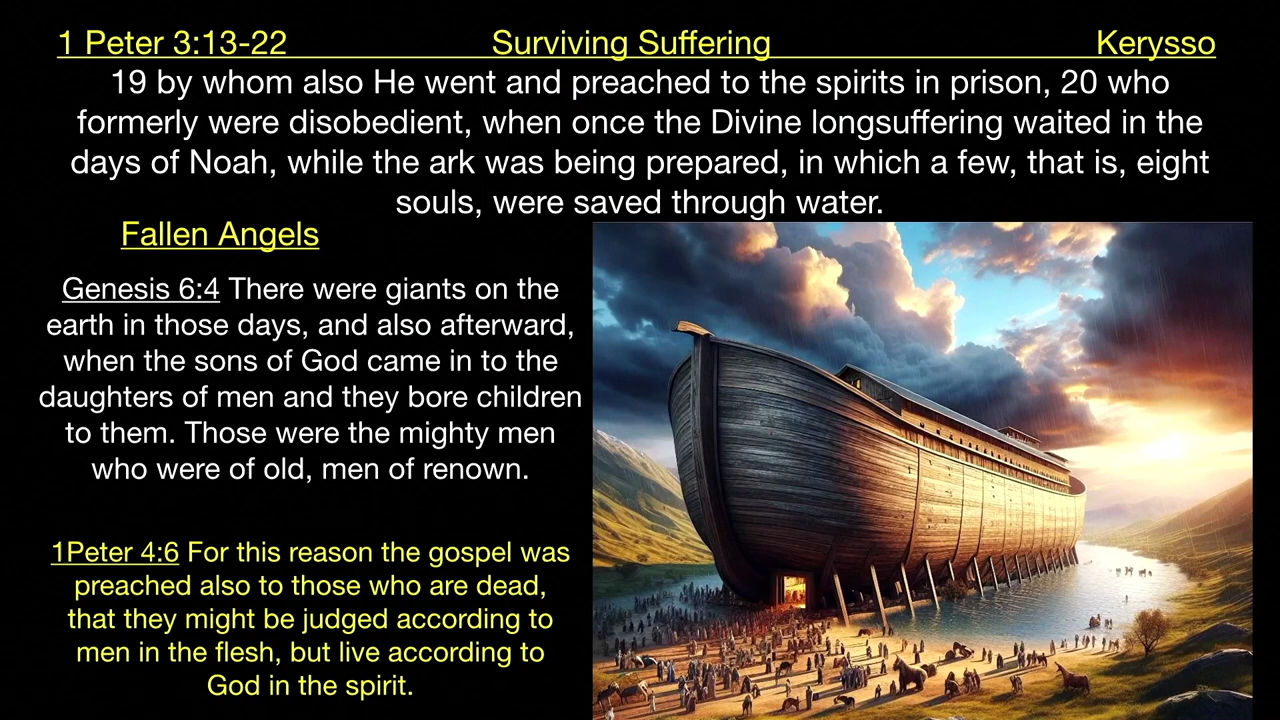 1 Peter 3:13-22 Surviving Suffering Kerysso
19 by whom also He went and preached to the spirits in prison, 20 who
formerly were disobedient, when once the Divine longsuffering waited in the
days of Noah, while the ark was being prepared, in which a few, that is, eight
souls, were saved through water.
Fallen Angels
Genesis 6:4 There were giants on the
earth in those days, and also afterward,
when the sons of God came in to the
daughters of men and they bore children
to them. Those were the mighty men
who were of old, men of renown.
1Peter 4:6 For this reason the gospel was
preached also to those who are dead,
that they might be judged according to
men in the flesh, but live according to
God in the spirit.